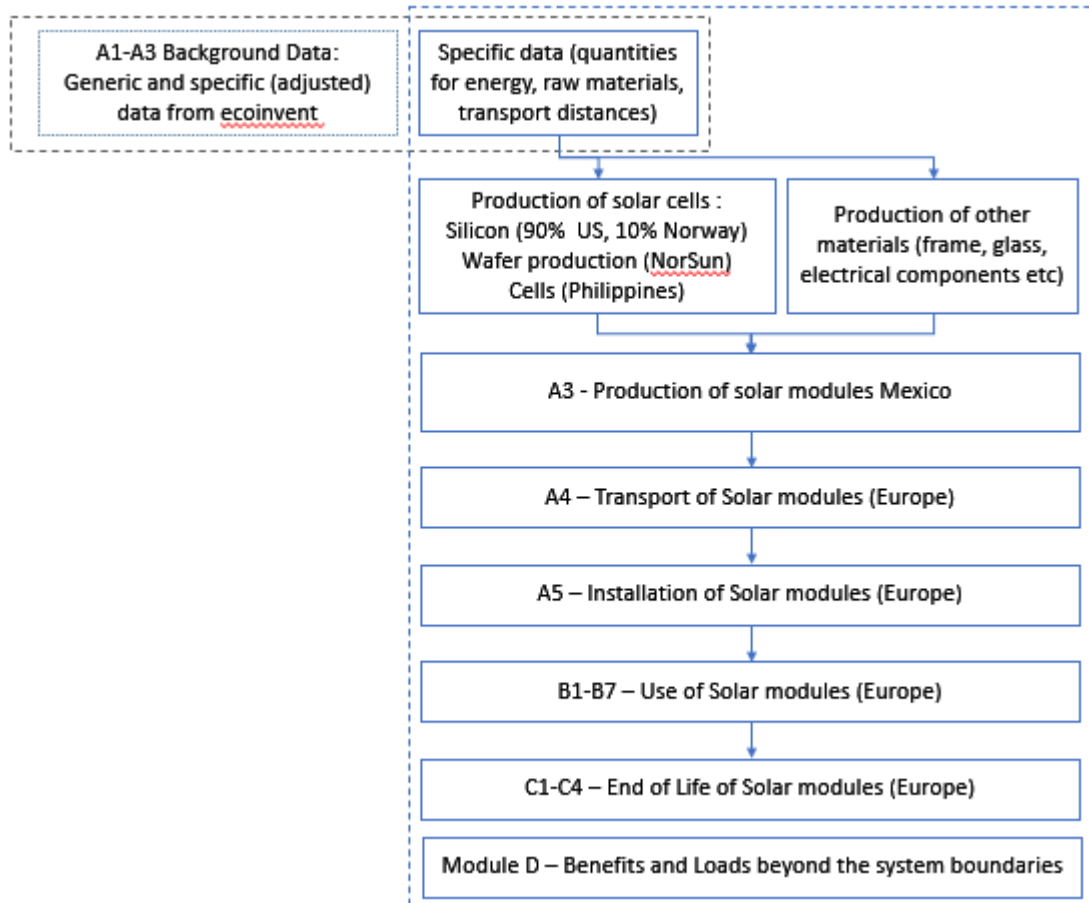 A1-A3 Background Data:
Generic and specific (adjusted)
data from ecoinvent
Specific data (quantities
for energy, raw materials,
transport distances)
Production of solar cells :
Silicon (90%  US, 10% Norway)
Wafer production (NorSun)
Cells (Philippines)
Production of other
materials (frame, glass,
electrical components etc)
A3 - Production of solar modules Mexico
A4 – Transport of Solar modules (Europe)
A5 – Installation of Solar modules (Europe)
B1-B7 – Use of Solar modules (Europe)
C1-C4 – End of Life of Solar modules (Europe)
Module D – Benefits and Loads beyond the system boundaries